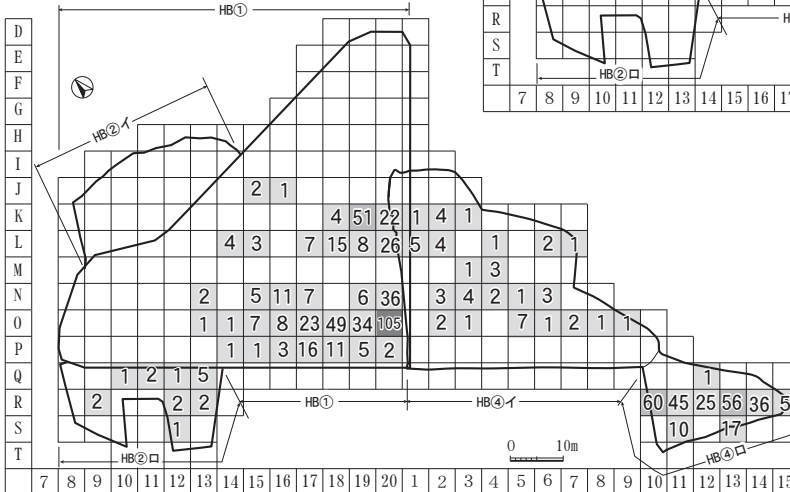 HB①
D
E
F
G
HB②イ
H
I
J 2 1
K 4 51 22 1 4 1
L 4 3 7 15 8 26 5 4 1 2 1
M 1 3
N 2 5 11 7 6 36 3 4 2 1 3
O 1 1 7 8 23 49 34 105 2 1 7 1 2 1 1
P 1 1 3 16 11 5 2
Q 1 2 1 5 1
R 2 2 2 HB① HB④イ 60 45 25 56 36 5
S 1 10 17
T HB②ロ 0 10m HB④ロ
7 8 9 10 11 12 13 14 15 16 17 18 19 20 1 2 3 4 5 6 7 8 9 10 11 12 13 14 15
R H
S
T HB②ロ
7 8 9 10 11 12 13 14 15 16 17